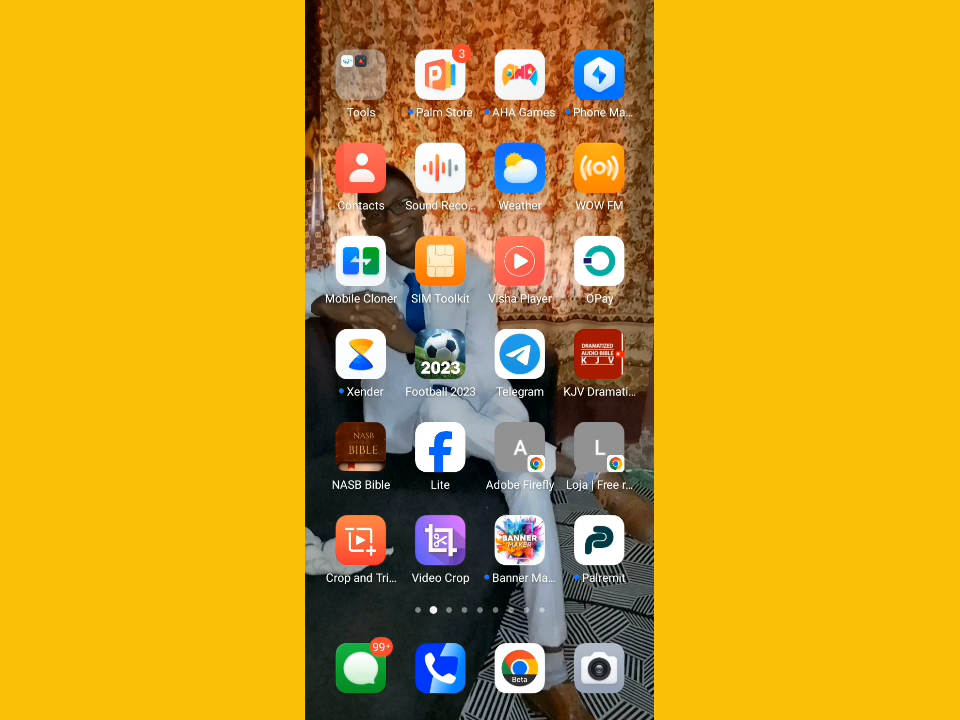 3
Tools
Palm Store
AHA Games
Phone Ma...
Contacts
Sound Reco...
Weather
WOW FM
Mobile Cloner
SIM Toolkit
Visha Player
OPay
2023
DRAMATIZED
AUDIO BIBLE
K J V
Xender
Football 2023
Telegram
KJV Dramati...
NASB
BIBLE
A
L
NASB Bible
Lite
Adobe Firefly
Loja | Free r...
BANNER
MAKER
Crop and Tri...
Video Crop
Banner Ma...
Palremit
99+
Beta